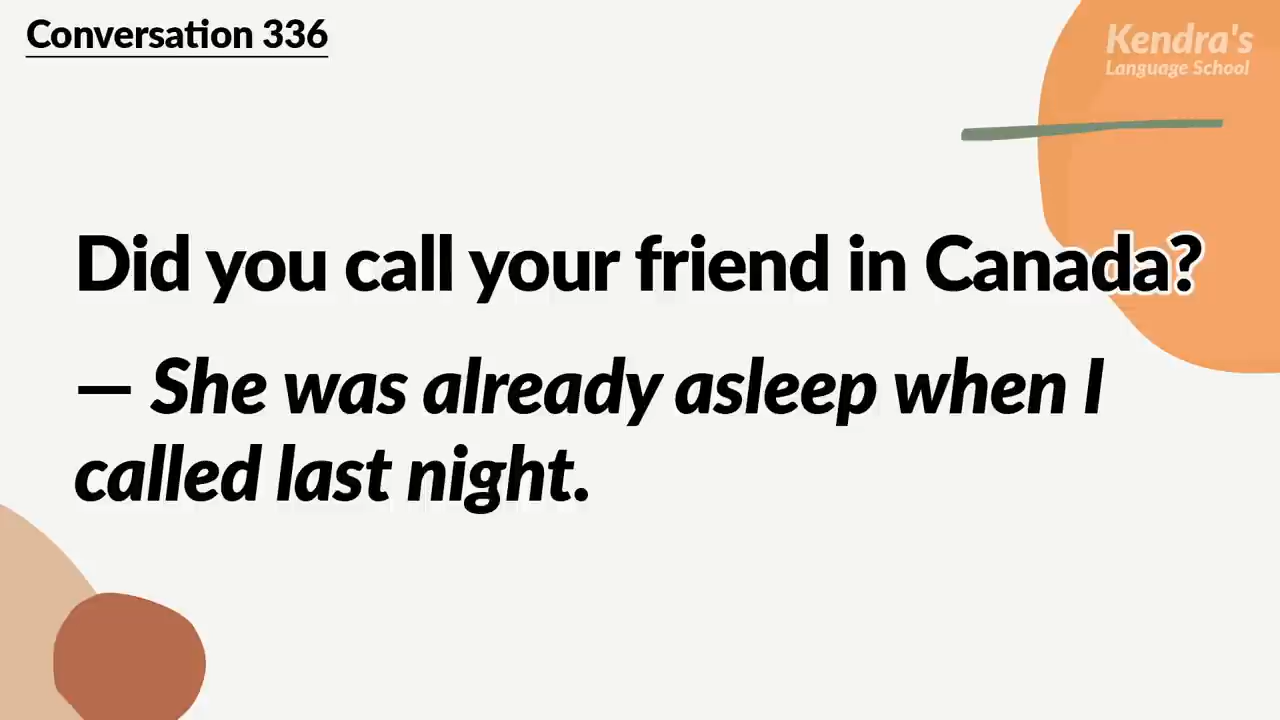 Conversation 336
Kendra's
Language School
Did you call your friend in Canada?
— She was already asleep when I
called last night.